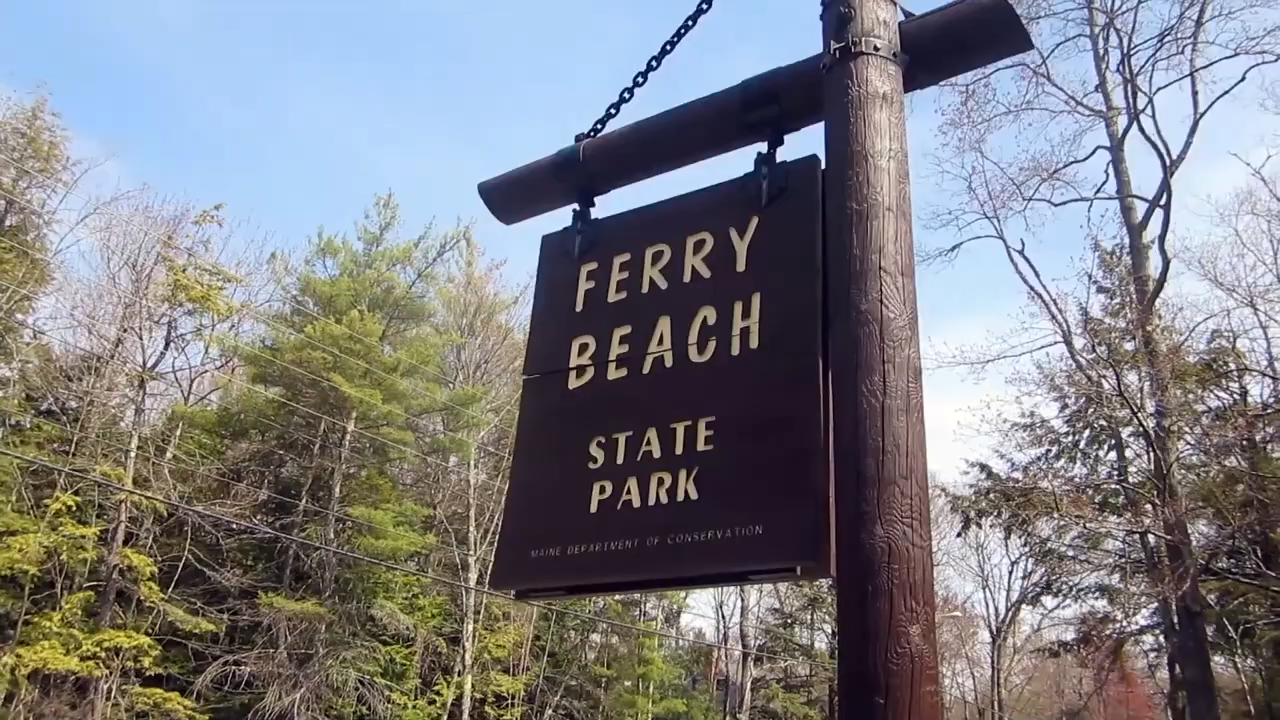 FERRY
BEACH
STATE
PARK
MAINE DEPARTMENT OF CONSERVATION